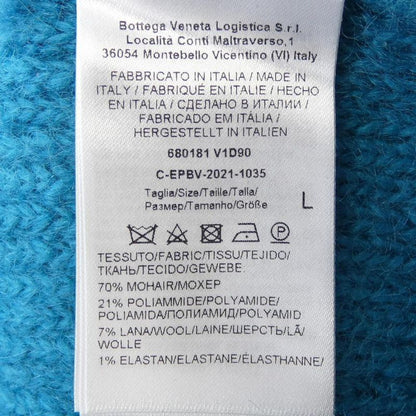 Bottega Veneta Logistica S.r.l.
Località Conti Maltraverso,1
36054 Montebello Vicentino (VI) Italy
FABBRICATO IN ITALIA / MADE IN
ITALY / FABRIQUÉ EN ITALIE / HECHO
EN ITALIA / СДЕЛАНО В ИТАЛИИ /
FABRICADO EM ITÁLIA /
HERGESTELLT IN ITALIEN
680181 V1D90
C-EPBV-2021-1035
Taglia/Size/Taille/Talla/
Размер/Tamanho/Größe
L
P
TESSUTO/FABRIC/TISSU/TEJIDO/
ТКАНЬ/TECIDO/GEWEBE
70% MOHAIR/МОХЕР
21% POLIAMMIDE/POLYAMIDE/
POLIAMIDA/ПОЛИАМИД/POLYAMID
7% LANA/WOOL/LAINE/ШЕРСТЬ/LÃ/
WOLLE
1% ELASTAN/ELASTANE/ÉLASTHANNE/